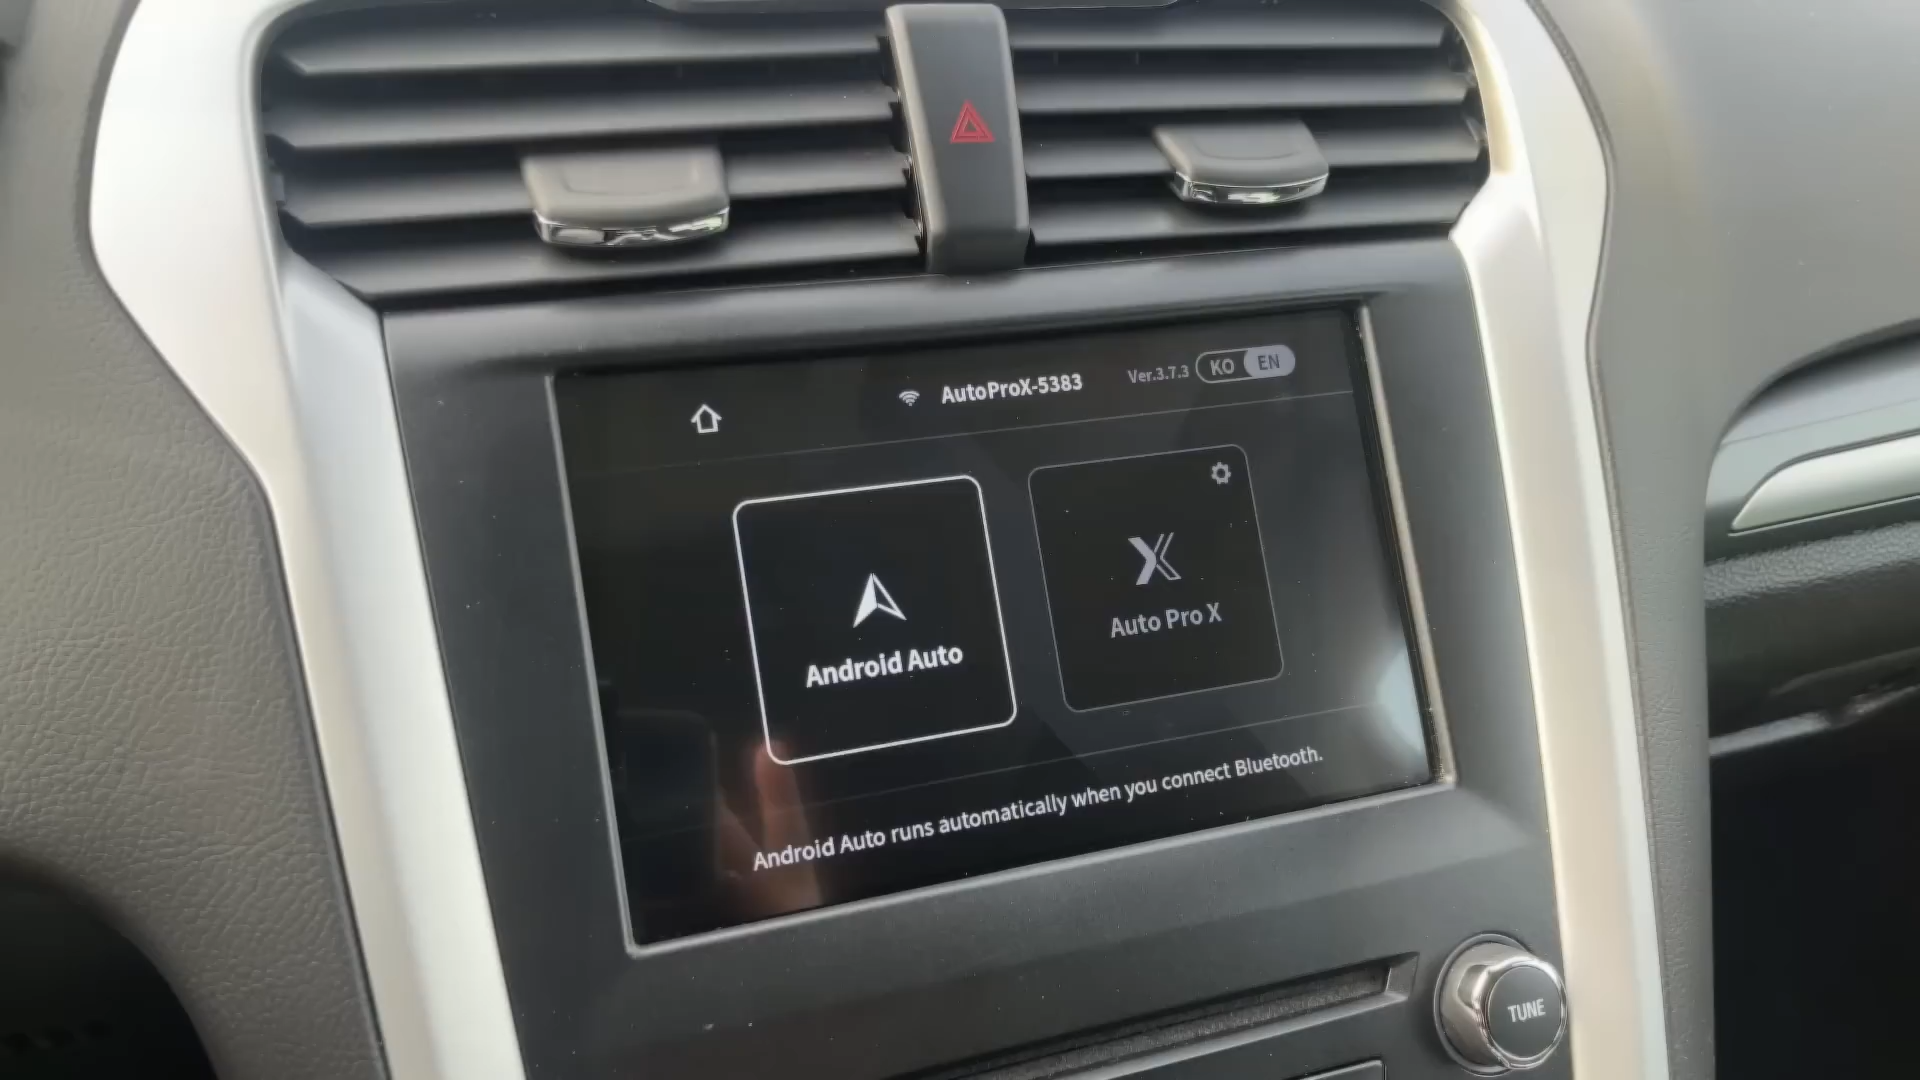 AutoProX-5383
Ver.3.7.3
KO EN
Android Auto
Auto Pro X
Android Auto runs automatically when you connect Bluetooth.
TUNE